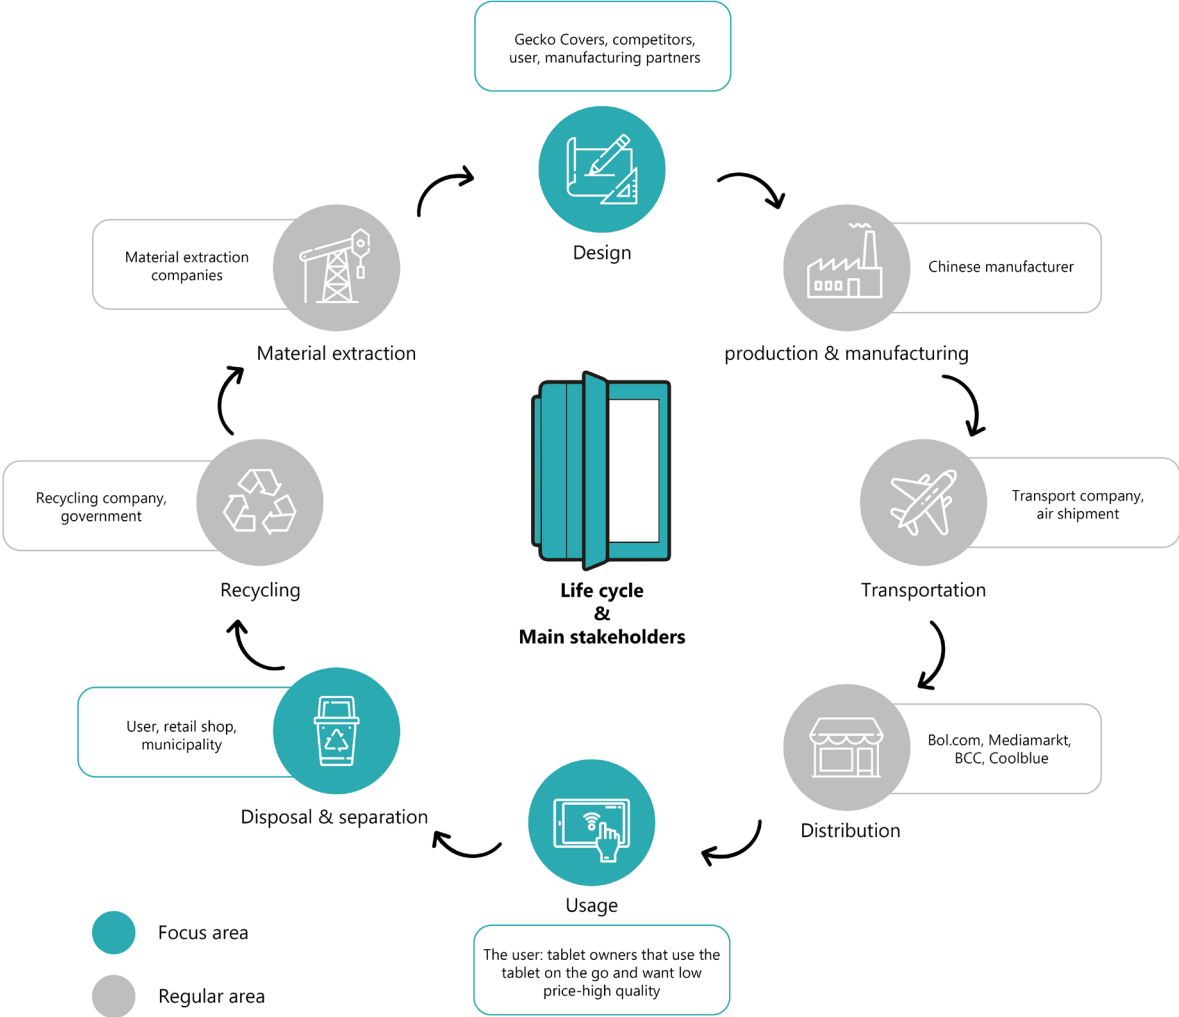 Gecko Covers, competitors,
user, manufacturing partners
Design
Material extraction
companies
Material extraction
Chinese manufacturer
production & manufacturing
Recycling company,
government
Recycling
Transport company,
air shipment
Transportation
Life cycle
&
Main stakeholders
User, retail shop,
municipality
Disposal & separation
Bol.com, Mediamarkt,
BCC, Coolblue
Distribution
Usage
The user: tablet owners that use the
tablet on the go and want low
price-high quality
Focus area
Regular area